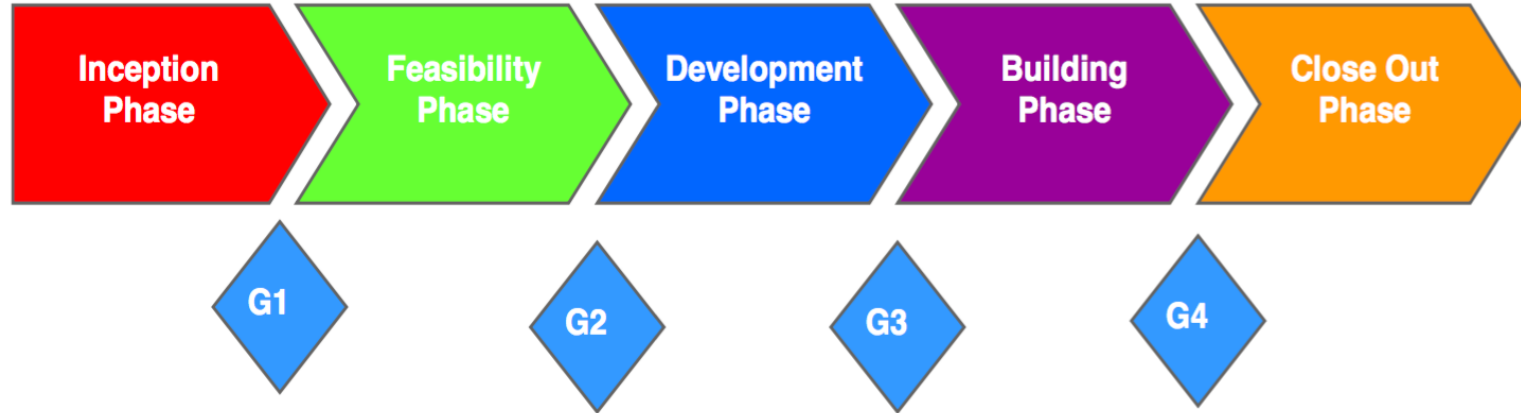 Inception
Phase
Feasibility
Phase
Development
Phase
Building
Phase
Close Out
Phase
G1
G2
G3
G4